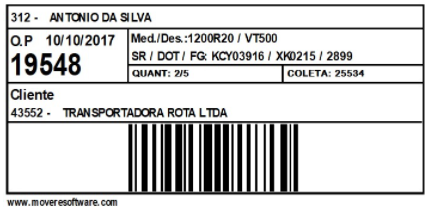 312 - ANTONIO DA SILVA
O.P 10/10/2017
19548
Med./Des.:1200R20 / VT500
SR / DOT / FG: KCY03916 / XK0215 / 2899
QUANT: 2/5 COLETA: 25534
Cliente
43552 - TRANSPORTADORA ROTA LTDA
www.moveresoftware.com